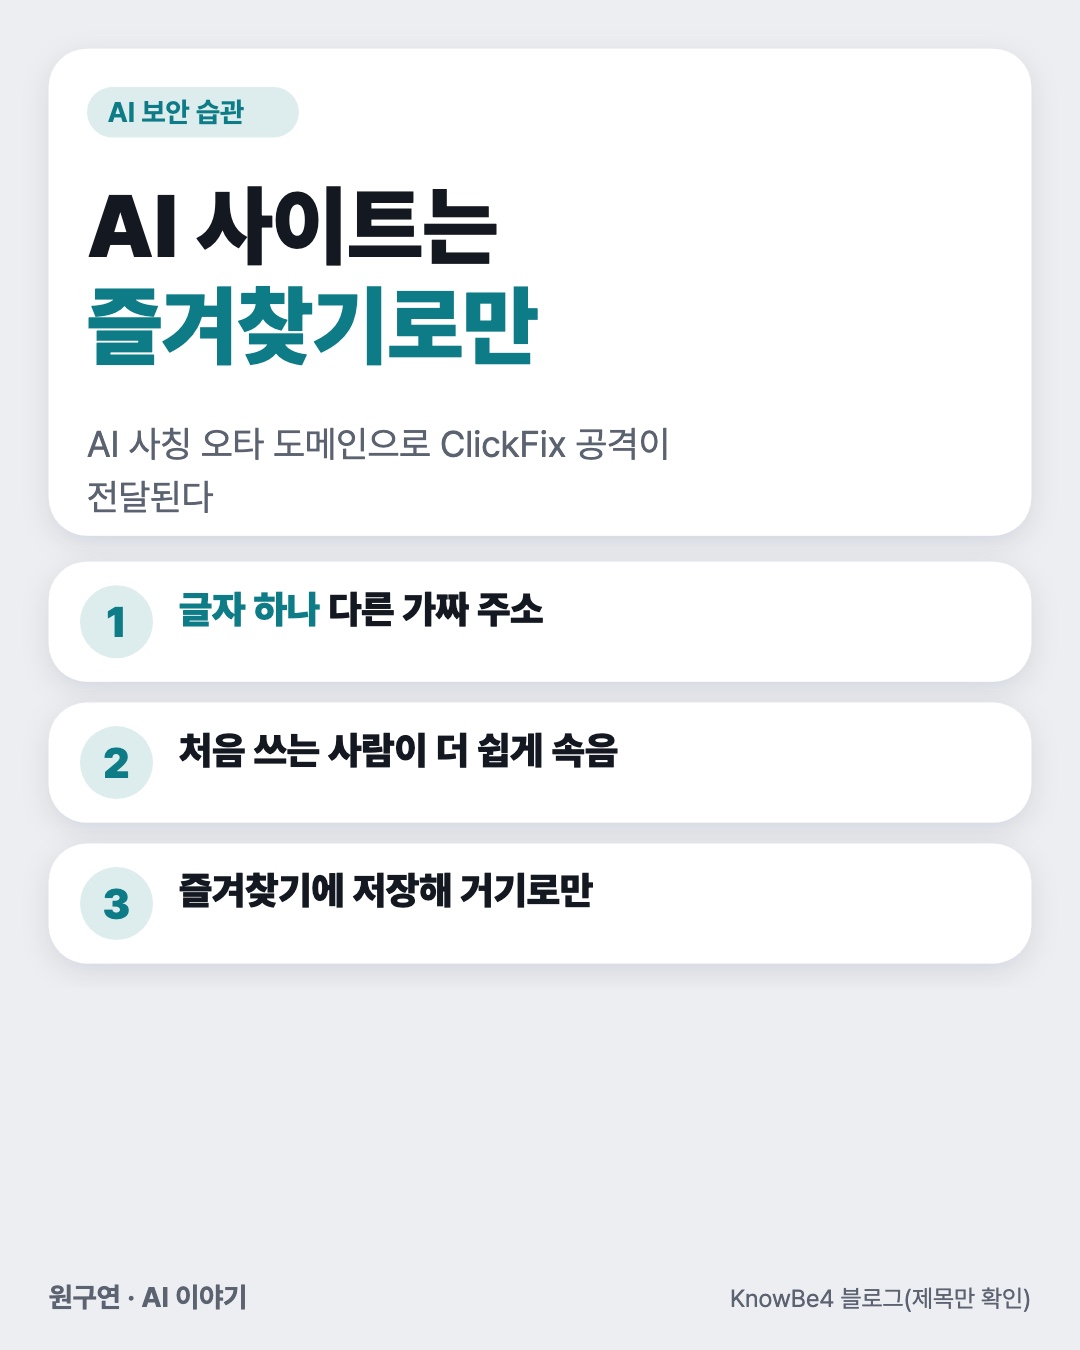 AI 보안 습관
AI 사이트는
즐겨찾기로만
AI 사칭 오타 도메인으로 ClickFix 공격이
전달된다
1 글자 하나 다른 가짜 주소
2 처음 쓰는 사람이 더 쉽게 속음
3 즐겨찾기에 저장해 거기로만
원구연 · AI 이야기
KnowBe4 블로그(제목만 확인)